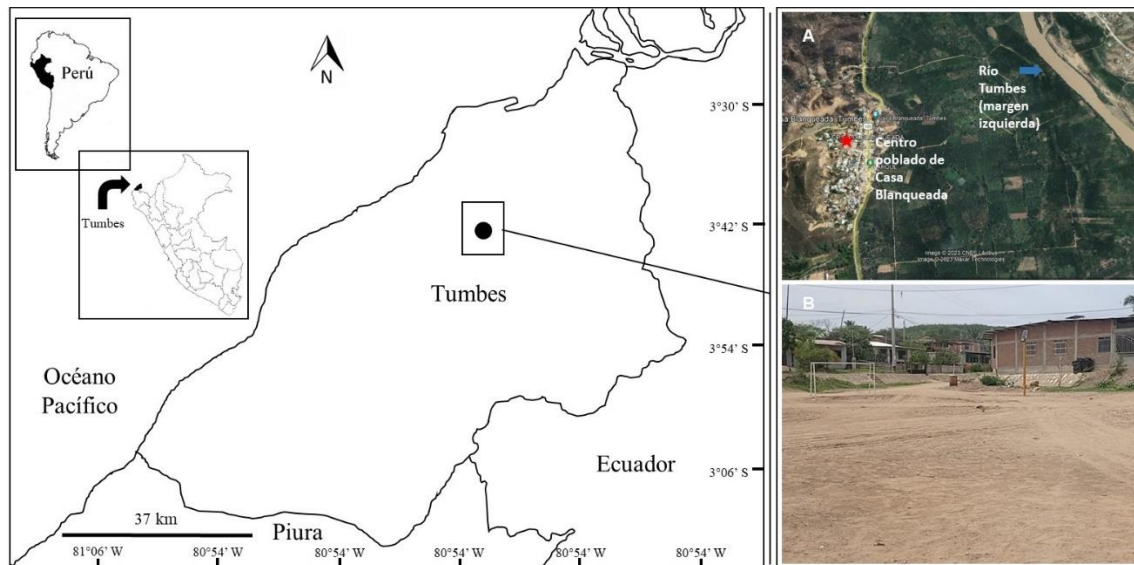 Perú
Tumbes
N
3°30' S
3°42' S
3°54' S
3°06' S
Tumbes
Océano
Pacífico
Ecuador
Piura
37 km
81°06' W
80°54' W
80°54' W
80°54' W
80°54' W
80°54' W
A
Río
Tumbes
(margen
izquierda)
Blanqueada, Tumbes
Centro
poblado de
Casa
Blanqueada
B